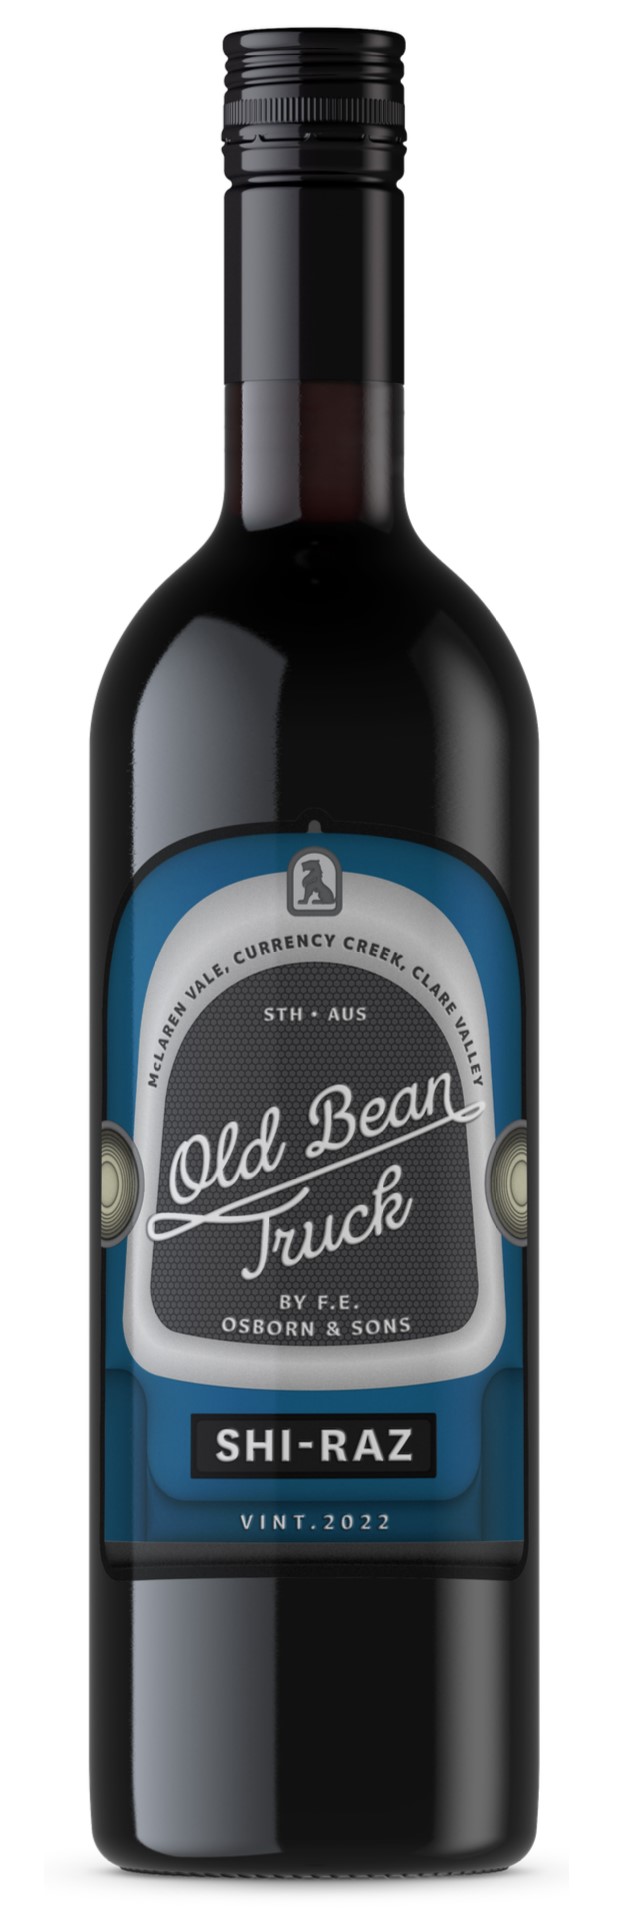 McLAREN VALE, CURRENCY CREEK, CLARE VALLEY
STH • AUS
Old Bean
Truck
BY F.E.
OSBORN & SONS
SHI-RAZ
VINT.2022